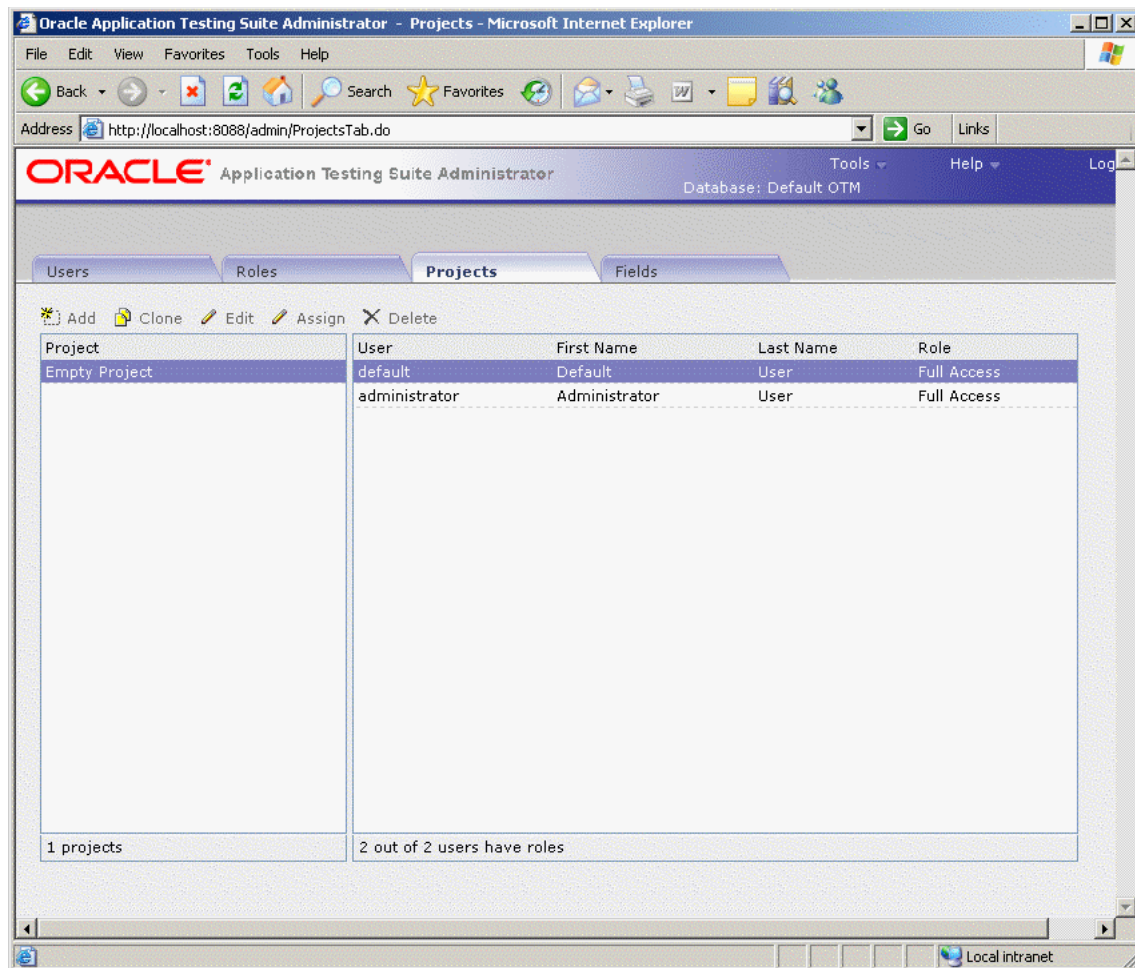 Oracle Application Testing Suite Administrator - Projects - Microsoft Internet Explorer
File Edit View Favorites Tools Help
Back Search Favorites
Address http://localhost:8088/admin/ProjectsTab.do Go Links
ORACLE Application Testing Suite Administrator Tools Help Log
Database: Default OTM
Users Roles Projects Fields
Add Clone Edit Assign Delete
Project User First Name Last Name Role
Empty Project default Default User Full Access
administrator Administrator User Full Access
1 projects 2 out of 2 users have roles
Local intranet